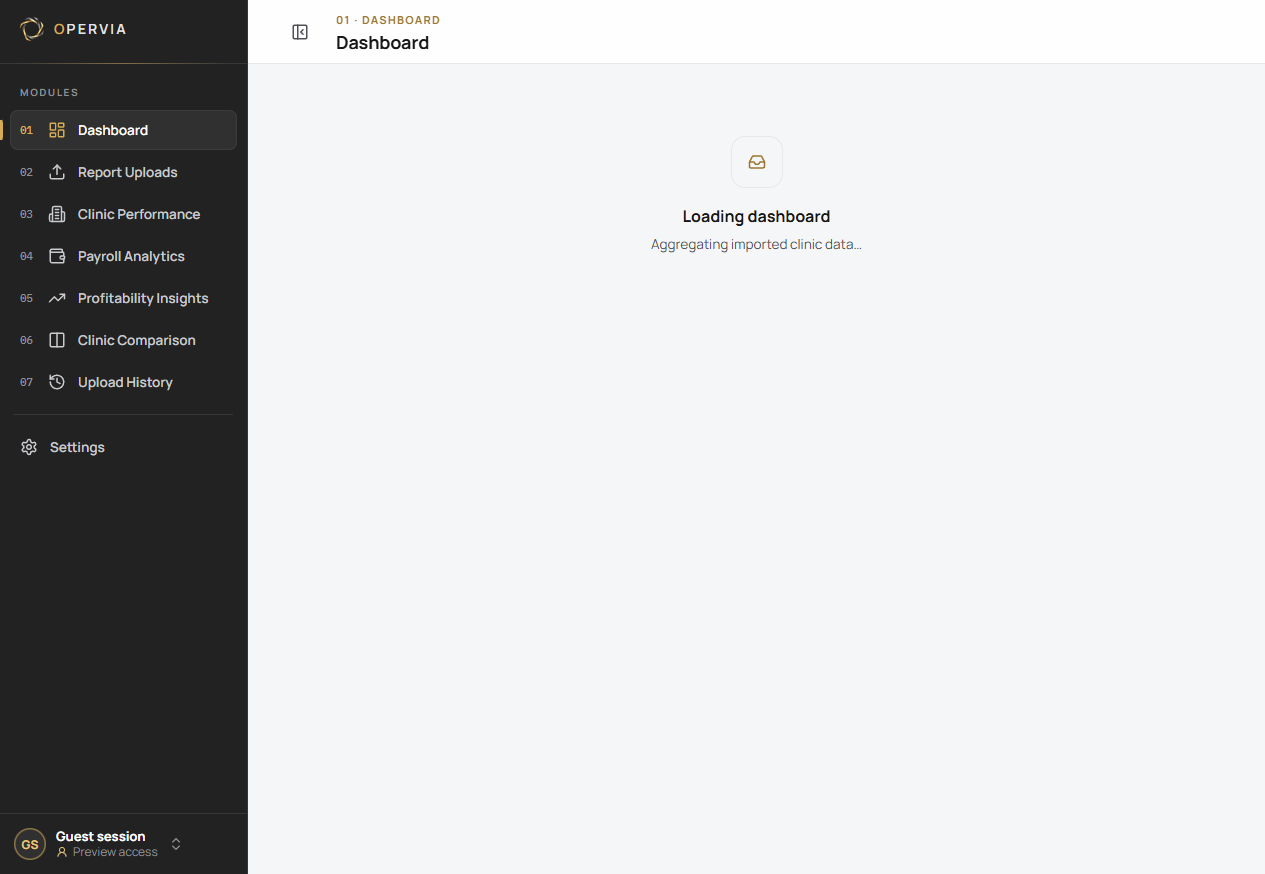 OPERVIA
MODULES
01 Dashboard
02 Report Uploads
03 Clinic Performance
04 Payroll Analytics
05 Profitability Insights
06 Clinic Comparison
07 Upload History
Settings
GS
Guest session
Preview access
01 · DASHBOARD
Dashboard
Loading dashboard
Aggregating imported clinic data...